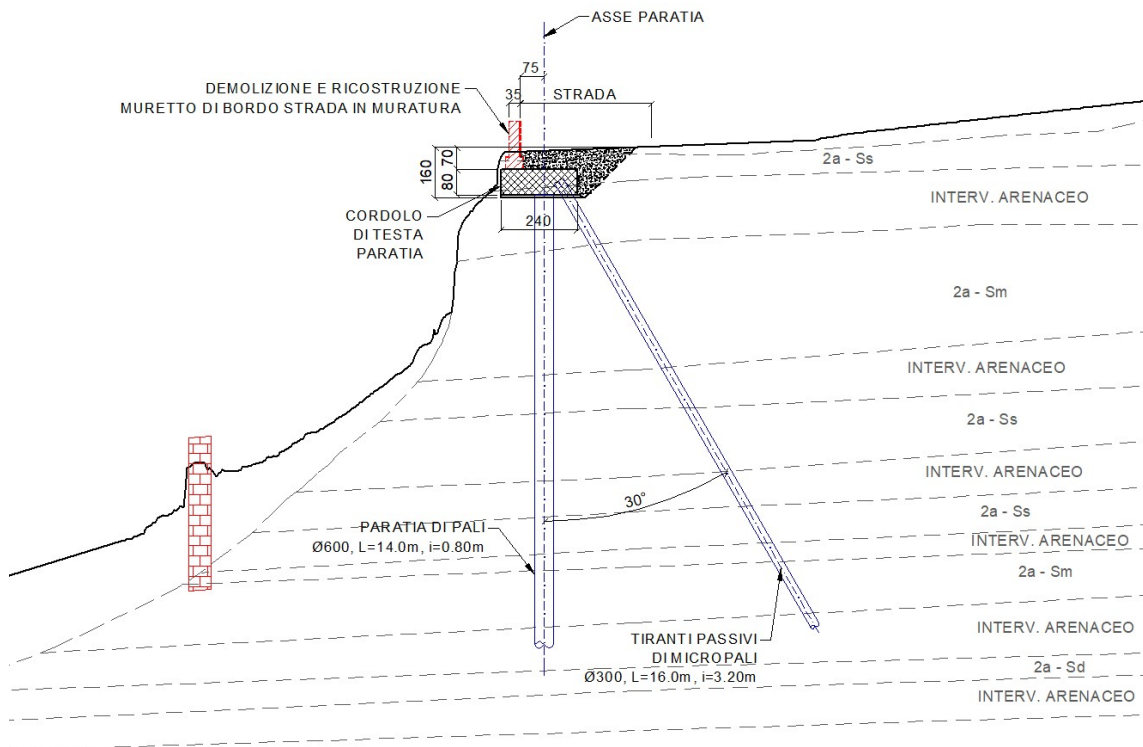 ASSE PARATIA
75
DEMOLIZIONE E RICOSTRUZIONE
MURETTO DI BORDO STRADA IN MURATURA
35
STRADA
160
70
80
2a - Ss
INTERV. ARENACEO
CORDOLO
DI TESTA
PARATIA
240
2a - Sm
INTERV. ARENACEO
2a - Ss
INTERV. ARENACEO
30°
2a - Ss
PARATIA DI PALI
Ø600, L=14.0m, i=0.80m
INTERV. ARENACEO
2a - Sm
INTERV. ARENACEO
TIRANTI PASSIVI
DI MICROPALI
Ø300, L=16.0m, i=3.20m
2a - Sd
INTERV. ARENACEO